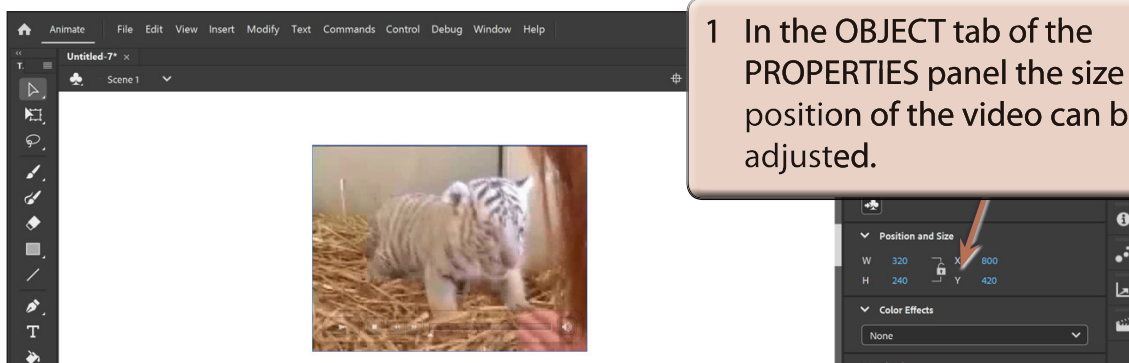 Animate File Edit View Insert Modify Text Commands Control Debug Window Help
Untitled-7* ×
T.
Scene 1
1 In the OBJECT tab of the
PROPERTIES panel the size
position of the video can b
adjusted.
Position and Size
W 320 X 800
H 240 Y 420
Color Effects
None